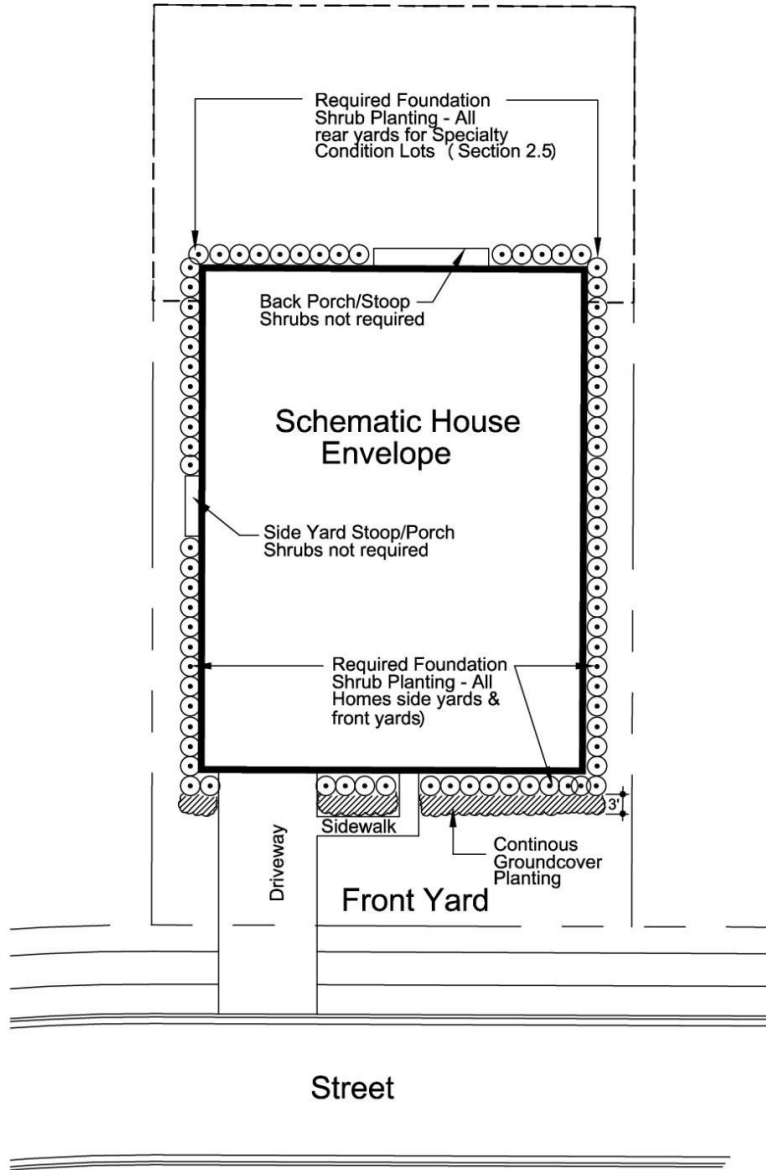 Required Foundation
Shrub Planting - All
rear yards for Specialty
Condition Lots ( Section 2.5)
Back Porch/Stoop
Shrubs not required
Schematic House
Envelope
Side Yard Stoop/Porch
Shrubs not required
Required Foundation
Shrub Planting - All
Homes side yards &
front yards)
3'
Sidewalk
Driveway
Continous
Groundcover
Planting
Front Yard
Street